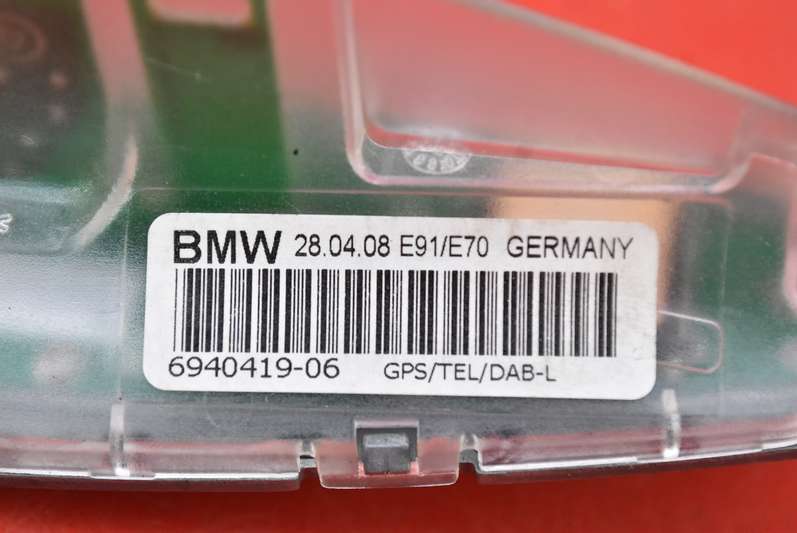 BMW 28.04.08 E91/E70 GERMANY
6940419-06 GPS/TEL/DAB-L